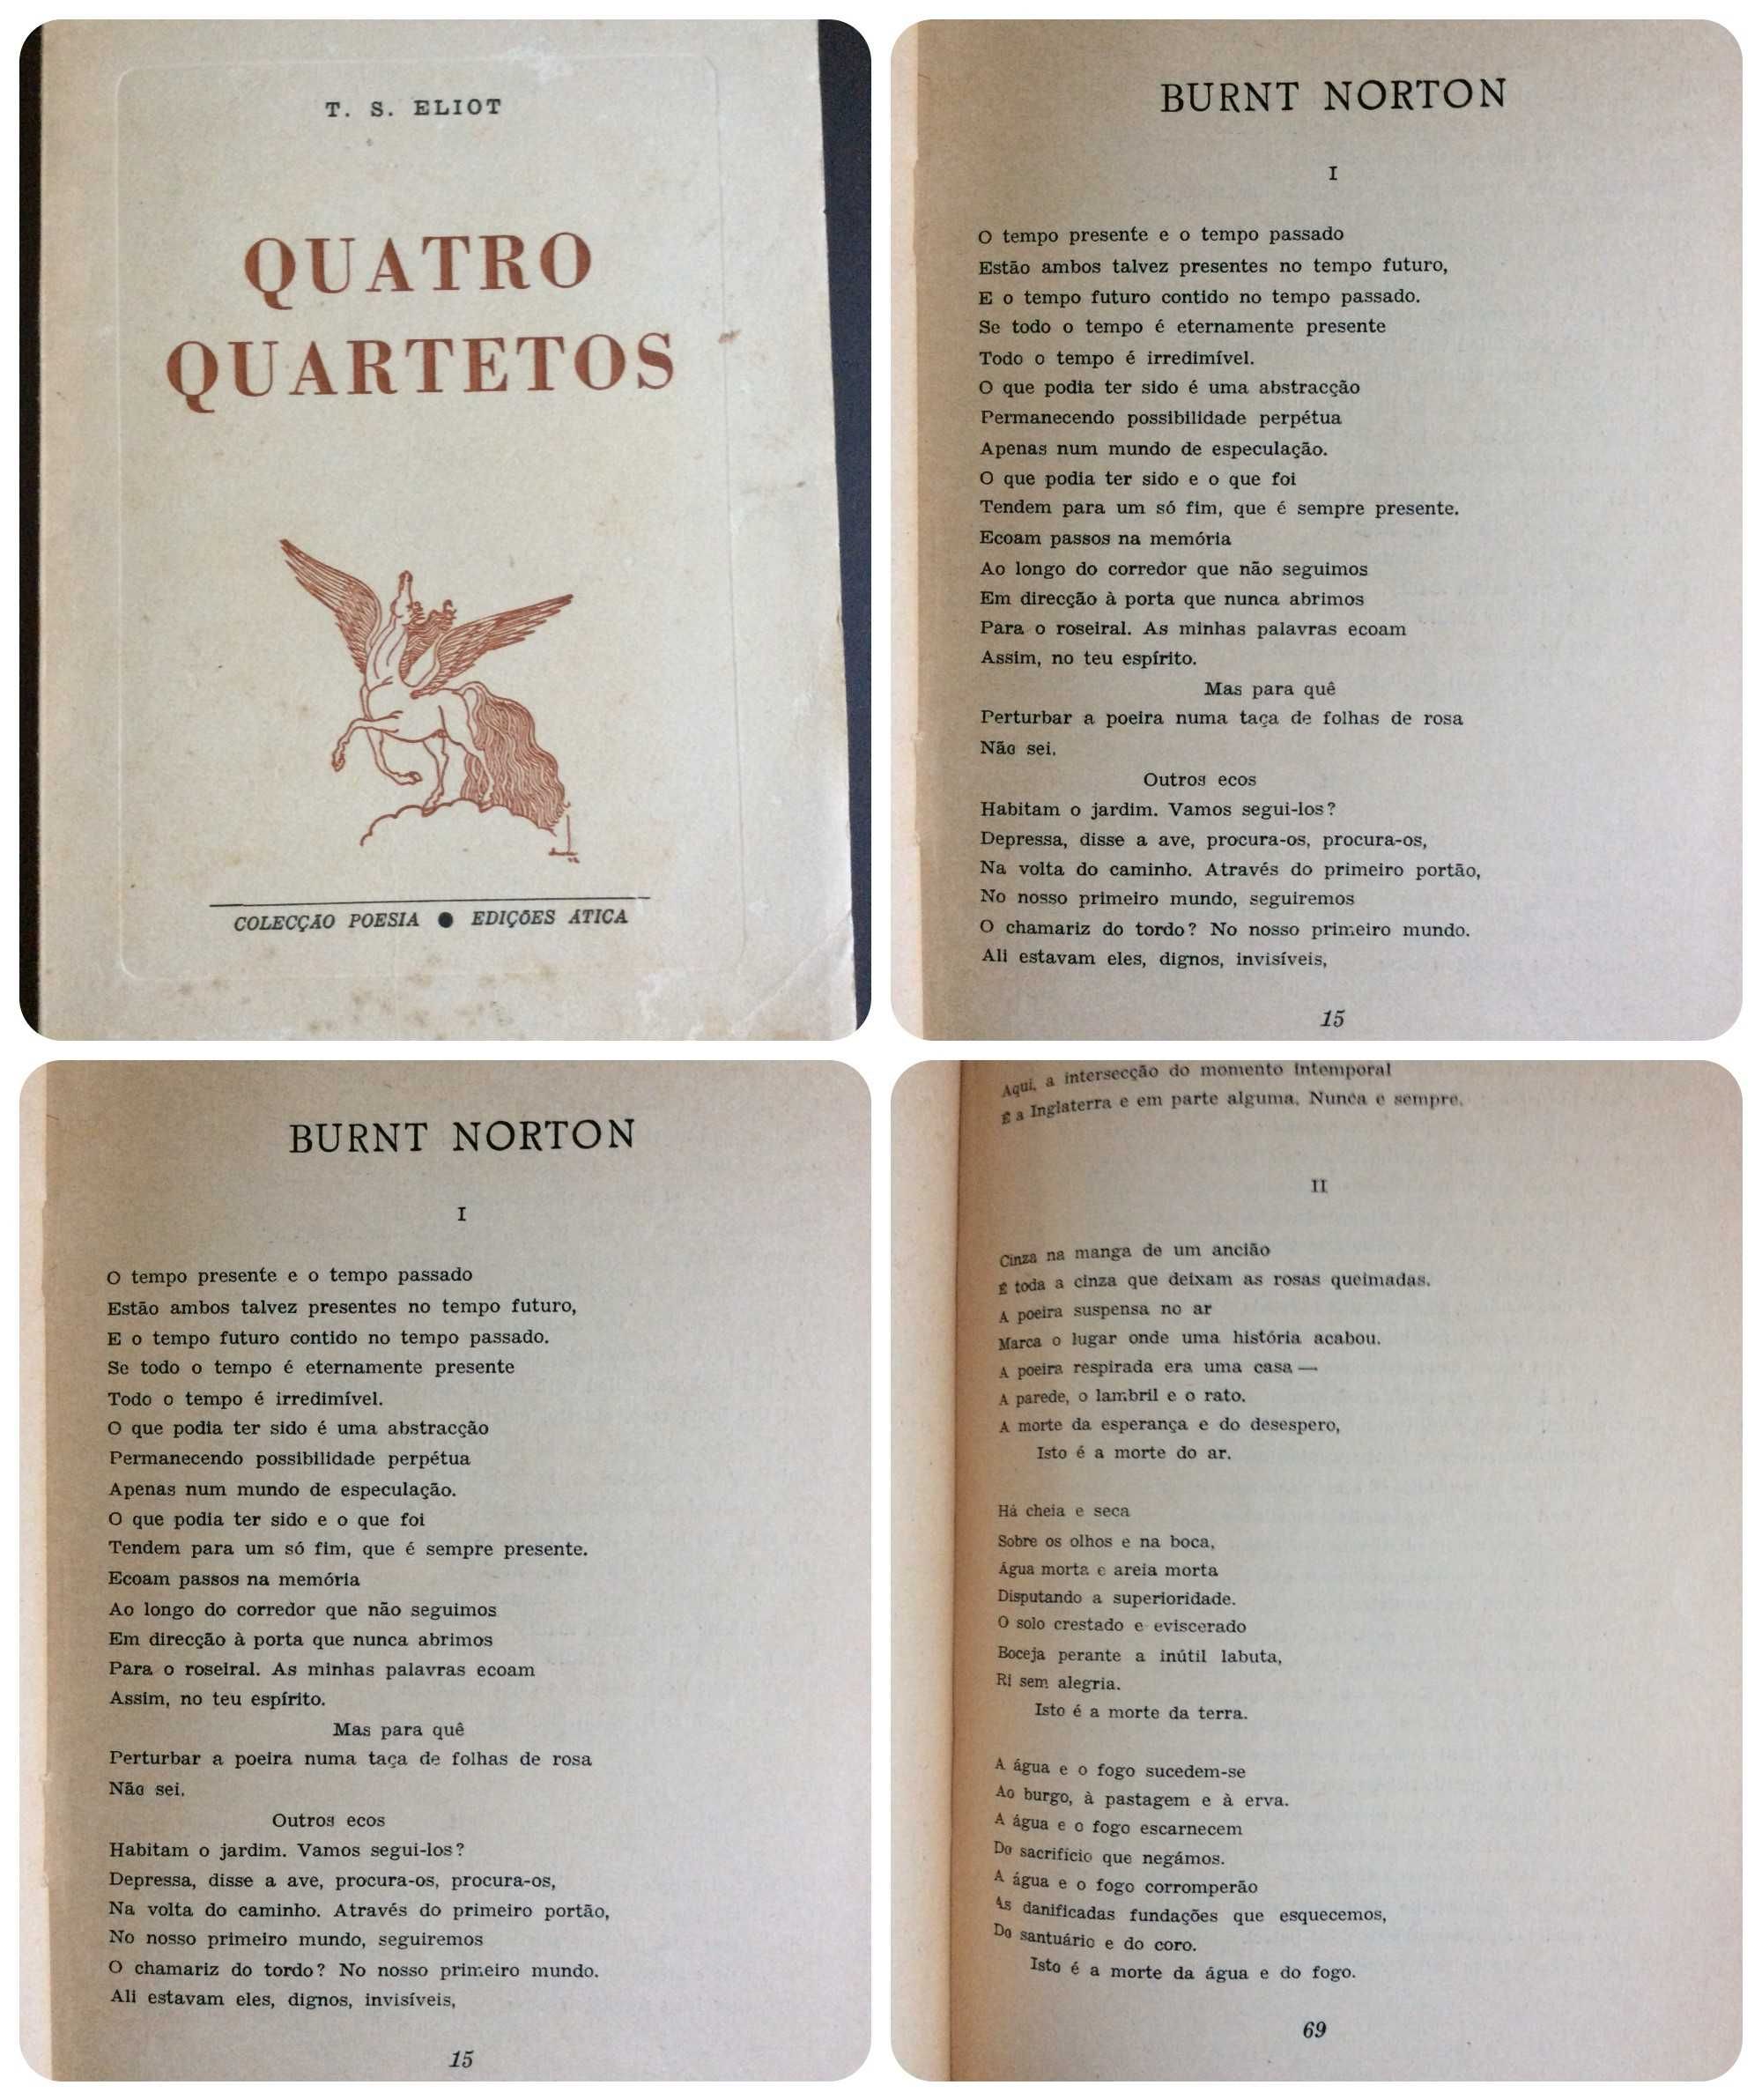 T. S. ELIOT
QUATRO
QUARTETOS
COLECÇÃO POESIA ● EDIÇÕES ATICA
BURNT NORTON
I
O tempo presente e o tempo passado
Estão ambos talvez presentes no tempo futuro,
E o tempo futuro contido no tempo passado.
Se todo o tempo é eternamente presente
Todo o tempo é irredimível.
O que podia ter sido é uma abstracção
Permanecendo possibilidade perpétua
Apenas num mundo de especulação.
O que podia ter sido e o que foi
Tendem para um só fim, que é sempre presente.
Ecoam passos na memória
Ao longo do corredor que não seguimos
Em direcção à porta que nunca abrimos
Para o roseiral. As minhas palavras ecoam
Assim, no teu espírito.
Mas para quê
Perturbar a poeira numa taça de folhas de rosa
Não sei.
Outros ecos
Habitam o jardim. Vamos segui-los?
Depressa, disse a ave, procura-os, procura-os,
Na volta do caminho. Através do primeiro portão,
No nosso primeiro mundo, seguiremos
O chamariz do tordo? No nosso primeiro mundo.
Ali estavam eles, dignos, invisíveis,
15
BURNT NORTON
I
O tempo presente e o tempo passado
Estão ambos talvez presentes no tempo futuro,
E o tempo futuro contido no tempo passado.
Se todo o tempo é eternamente presente
Todo o tempo é irredimível.
O que podia ter sido é uma abstracção
Permanecendo possibilidade perpétua
Apenas num mundo de especulação.
O que podia ter sido e o que foi
Tendem para um só fim, que é sempre presente.
Ecoam passos na memória
Ao longo do corredor que não seguimos
Em direcção à porta que nunca abrimos
Para o roseiral. As minhas palavras ecoam
Assim, no teu espírito.
Mas para quê
Perturbar a poeira numa taça de folhas de rosa
Não sei.
Outros ecos
Habitam o jardim. Vamos segui-los?
Depressa, disse a ave, procura-os, procura-os,
Na volta do caminho. Através do primeiro portão,
No nosso primeiro mundo, seguiremos
O chamariz do tordo? No nosso primeiro mundo.
Ali estavam eles, dignos, invisíveis,
15
Aqui, a intersecção do momento intemporal
É a Inglaterra e em parte alguma. Nunca e sempre.
II
Cinza na manga de um ancião
É toda a cinza que deixam as rosas queimadas.
A poeira suspensa no ar
Marca o lugar onde uma história acabou.
A poeira respirada era uma casa —
A parede, o lambril e o rato.
A morte da esperança e do desespero,
Isto é a morte do ar.
Há cheia e seca
Sobre os olhos e na boca,
Água morta e areia morta
Disputando a superioridade.
O solo crestado e eviscerado
Boceja perante a inútil labuta,
Ri sem alegria.
Isto é a morte da terra.
A água e o fogo sucedem-se
Ao burgo, à pastagem e à erva.
A água e o fogo escarnecem
Do sacrifício que negámos.
A água e o fogo corromperão
As danificadas fundações que esquecemos,
Do santuário e do coro.
Isto é a morte da água e do fogo.
69